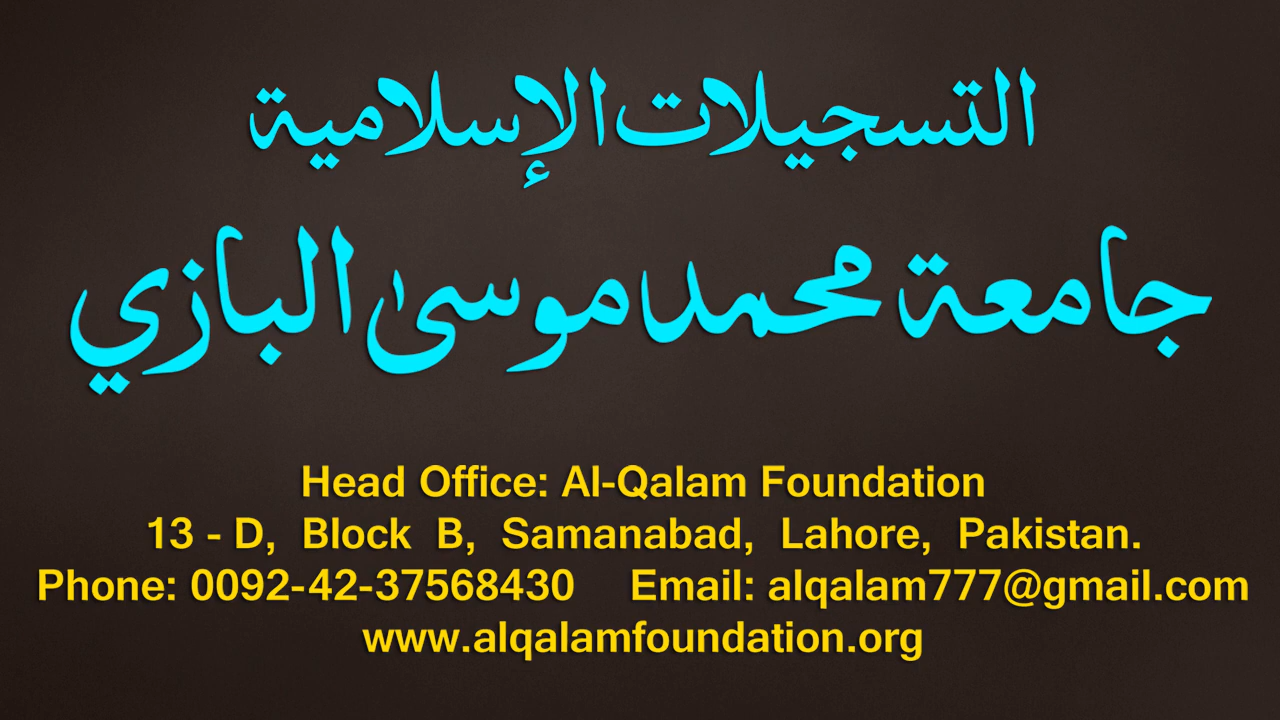 التسجيلات الإسلامية
جامعة محمد موسىٰ البازي
Head Office: Al-Qalam Foundation
13 - D, Block B, Samanabad, Lahore, Pakistan.
Phone: 0092-42-37568430 Email: alqalam777@gmail.com
www.alqalamfoundation.org